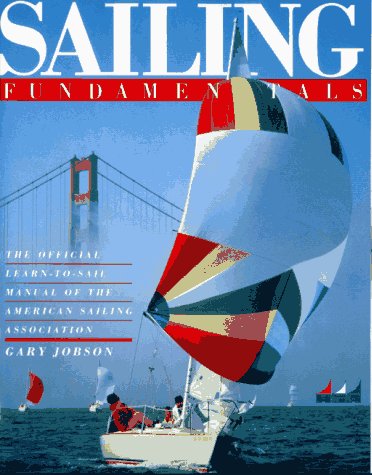 SAILING
FUNDAMENTALS
THE OFFICIAL
LEARN-TO-SAIL
MANUAL OF THE
AMERICAN SAILING
ASSOCIATION
GARY JOBSON